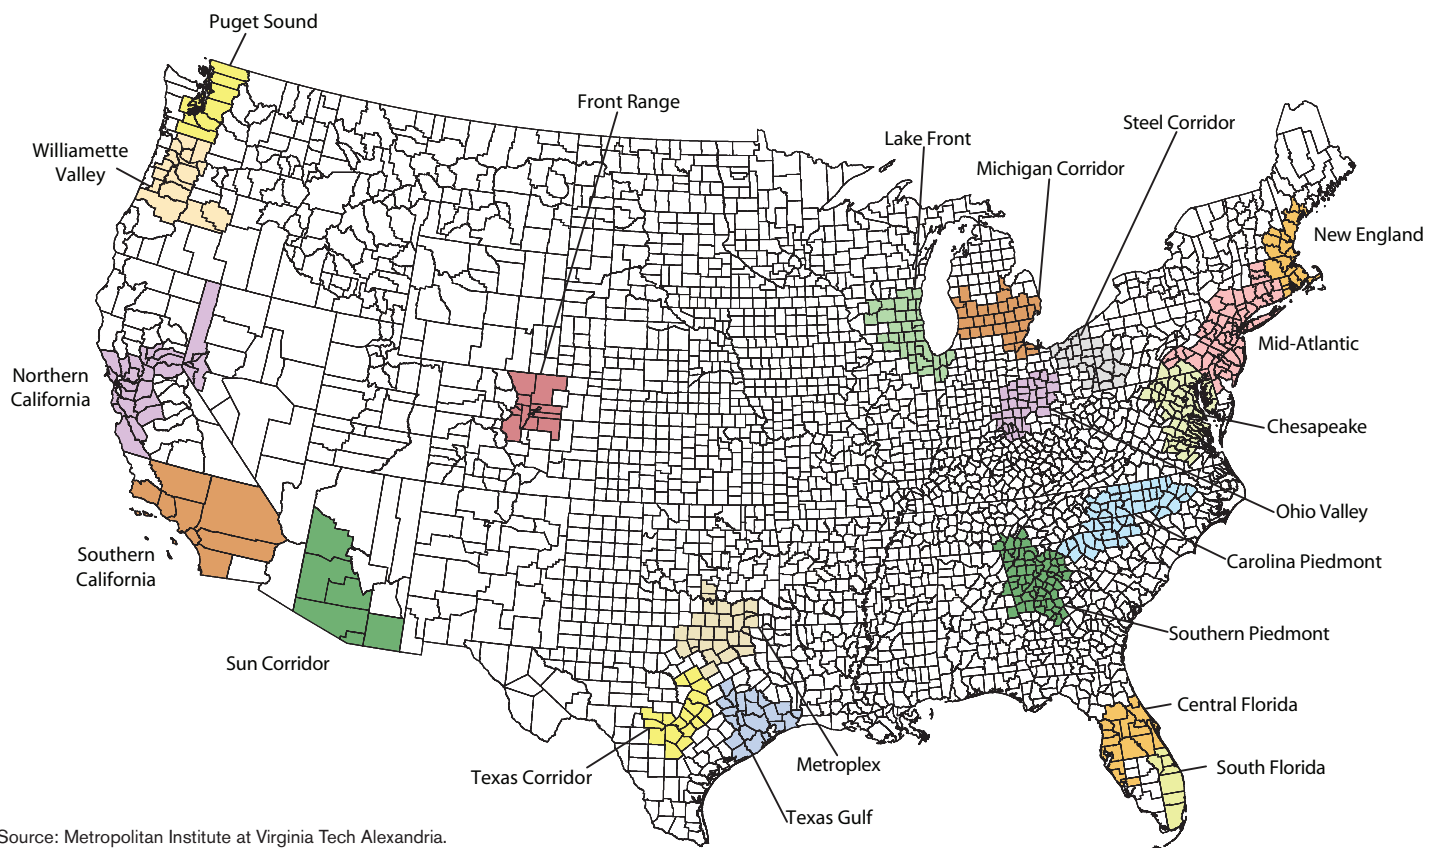 Puget Sound
Front Range
Steel Corridor
Lake Front
Williamette
Valley
Michigan Corridor
New England
Mid-Atlantic
Northern
California
Chesapeake
Ohio Valley
Southern
California
Carolina Piedmont
Southern Piedmont
Sun Corridor
Central Florida
Metroplex
South Florida
Texas Corridor
Texas Gulf
Source: Metropolitan Institute at Virginia Tech Alexandria.